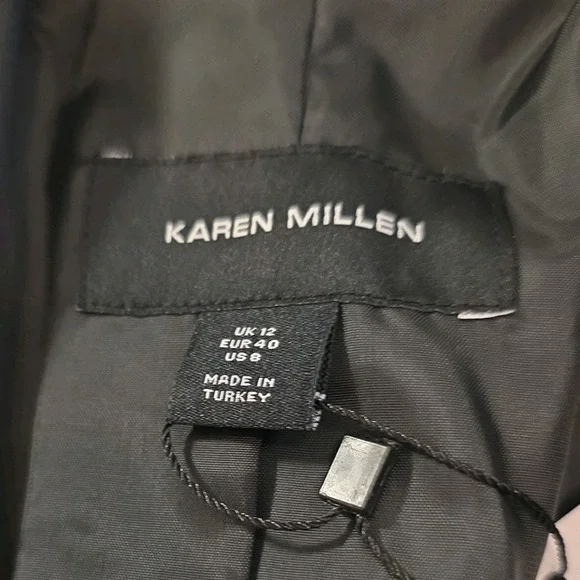 KAREN MILLEN
UK 12
EUR 40
US 8
MADE IN
TURKEY